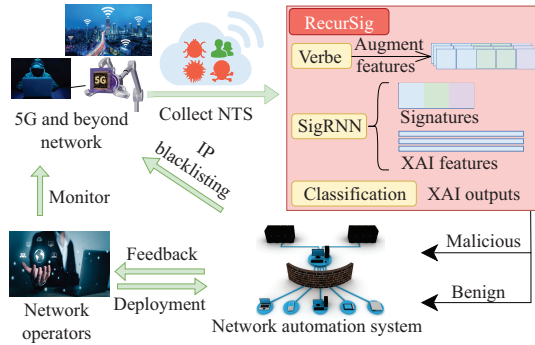 RecurSig
Verbe
Augment
features
5G
Collect NTS
5G and beyond
network
SigRNN
Signatures
XAI features
IP
blacklisting
Monitor
Classification
XAI outputs
Malicious
Feedback
Deployment
Benign
Network
operators
Network automation system